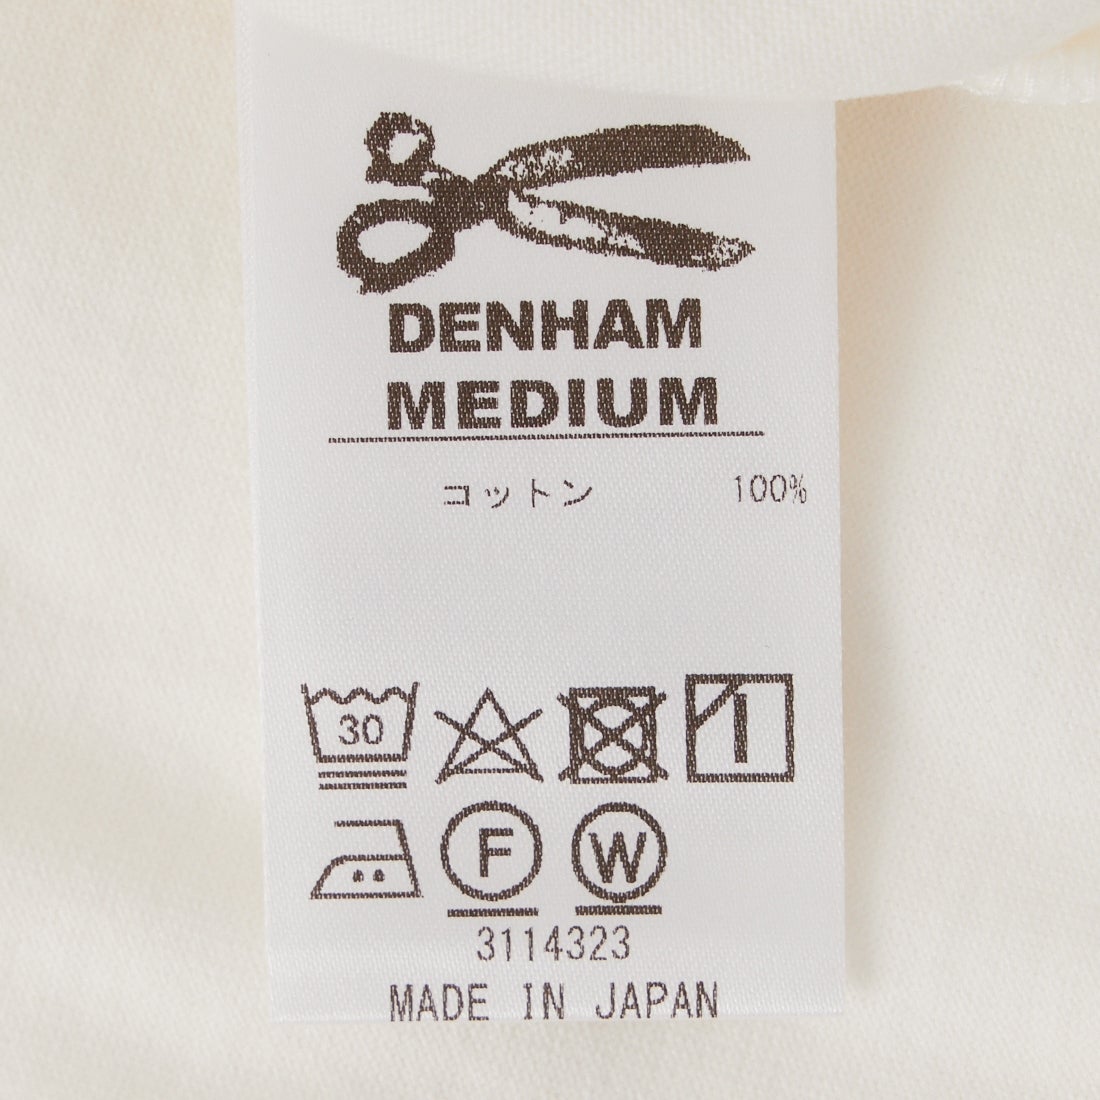 DENHAM
MEDIUM
コットン 100%
30
F W
3114323
MADE IN JAPAN